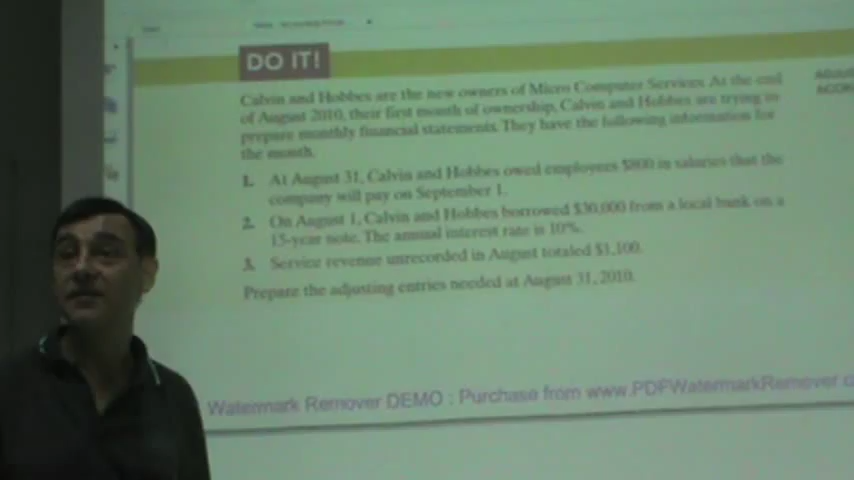 DO IT!
Calvin and Hobbes are the new owners of Micro Computer Services. At the end
of August 2010, their first month of ownership, Calvin and Hobbes are trying to
prepare monthly financial statements. They have the following information for
the month.
1. At August 31, Calvin and Hobbes owed employees $800 in salaries that the
company will pay on September 1.
2. On August 1, Calvin and Hobbes borrowed $30,000 from a local bank on a
15-year note. The annual interest rate is 10%.
3. Service revenue unrecorded in August totaled $1,100.
Prepare the adjusting entries needed at August 31, 2010.
Watermark Remover DEMO : Purchase from www.PDFWatermarkRemover.c